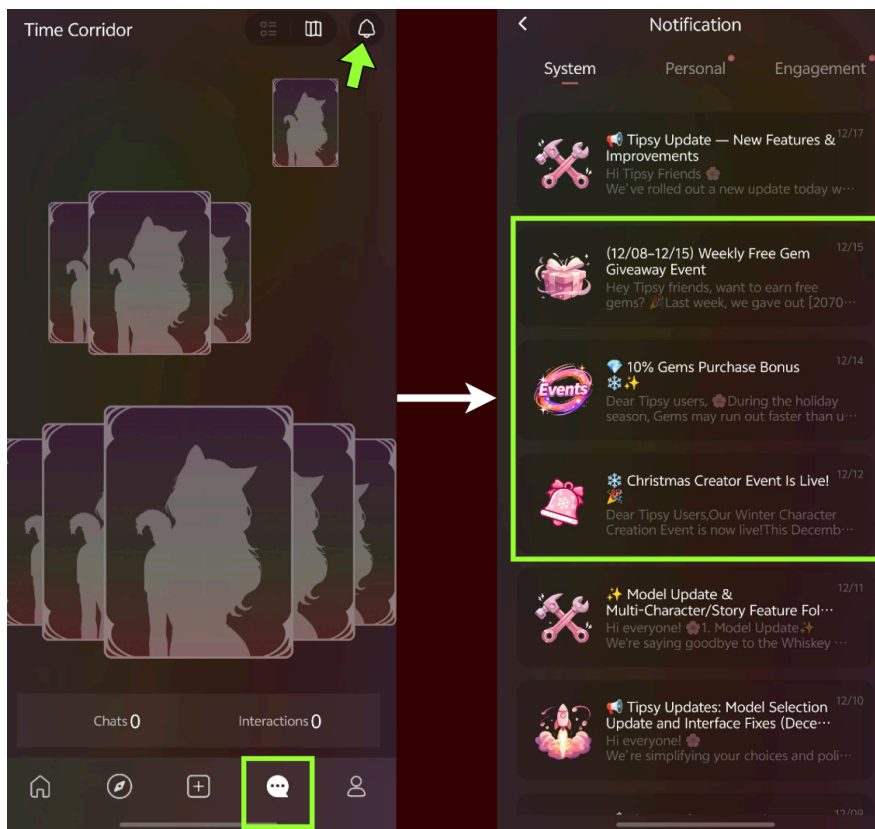 Time Corridor
Chats 0
Interactions 0
Notification
System
Personal
Engagement
📢 Tipsy Update — New Features &
Improvements
12/17
Hi Tipsy Friends 🌸
We've rolled out a new update today w···
(12/08–12/15) Weekly Free Gem
Giveaway Event
12/15
Hey Tipsy friends, want to earn free
gems? 🎉Last week, we gave out [2070···
💎 10% Gems Purchase Bonus
❄️✨
12/14
Events
Dear Tipsy users, 🌸During the holiday
season, Gems may run out faster than u···
❄️ Christmas Creator Event Is Live!
🎉
12/12
Dear Tipsy Users,Our Winter Character
Creation Event is now live!This Decemb···
✨ Model Update &
Multi-Character/Story Feature Fol···
12/11
Hi everyone! 🌸1. Model Update✨
We're saying goodbye to the Whiskey ···
📢 Tipsy Updates: Model Selection
Update and Interface Fixes (Dece···
12/10
Hi everyone! 🌸
We're simplifying your choices and poli···
12/08